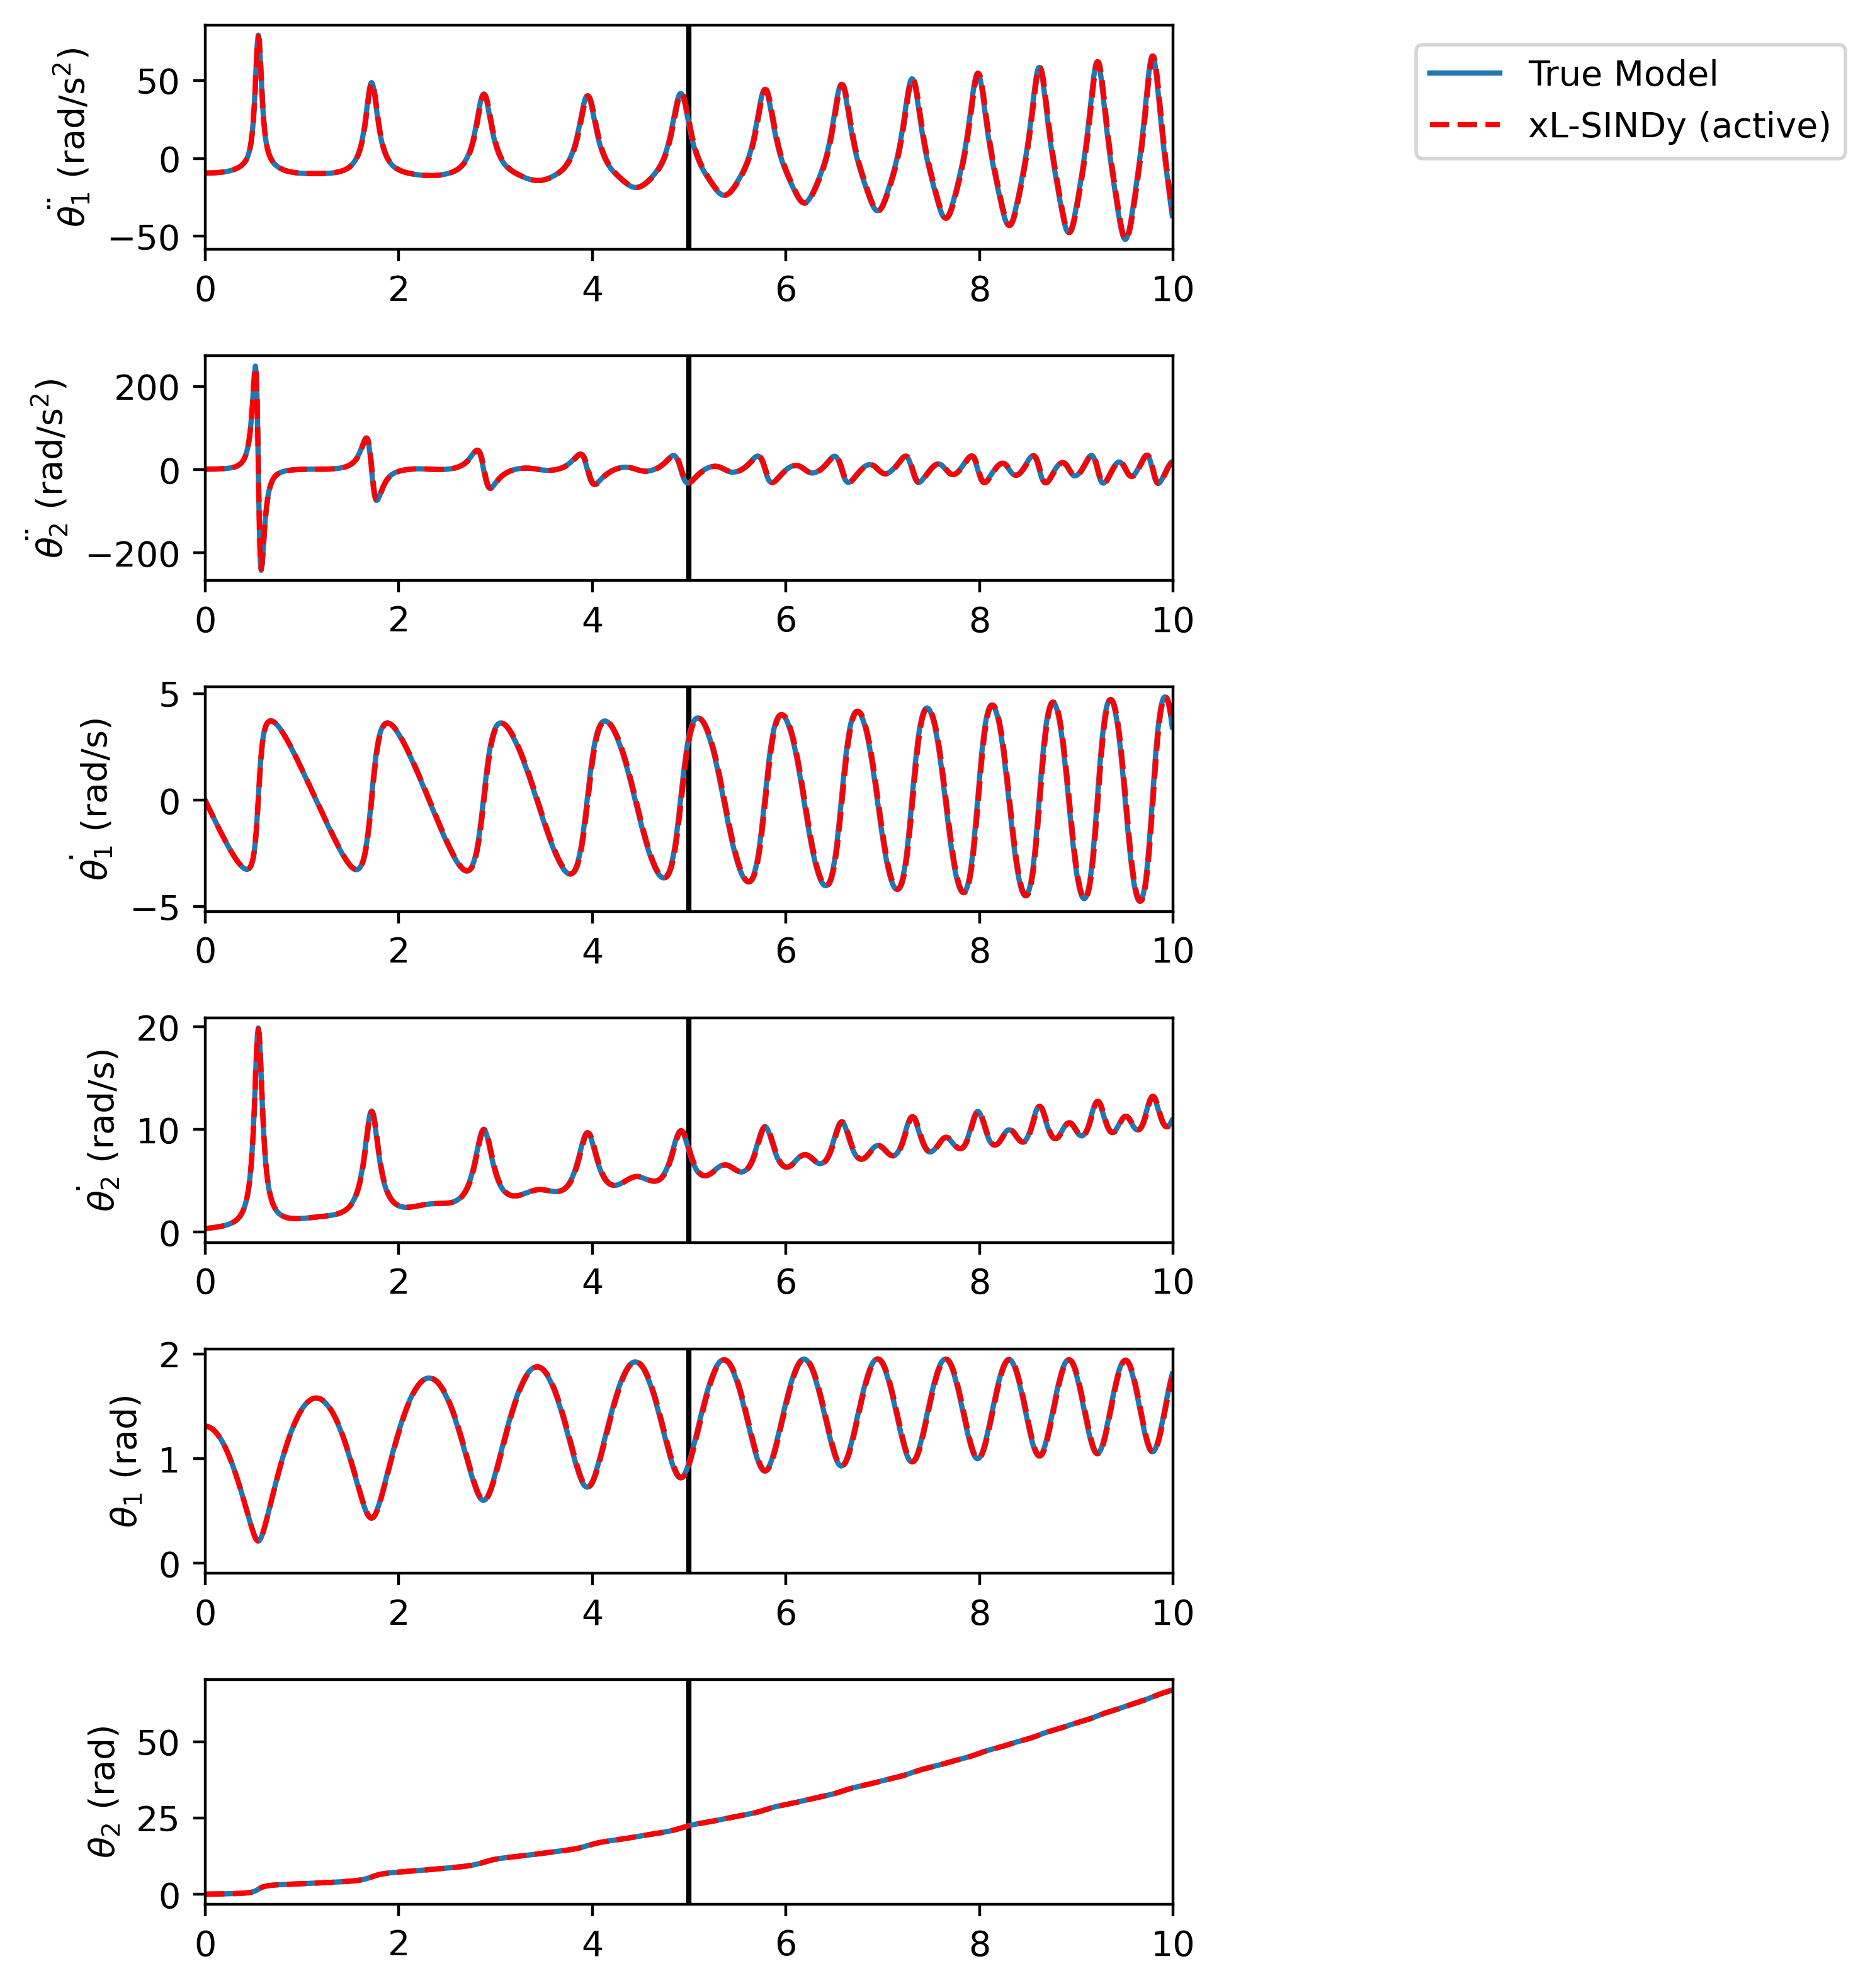 True Model
xL-SINDy (active)
θ̈₁ (rad/s²)
50
0
−50
0 2 4 6 8 10
θ̈₂ (rad/s²)
200
0
−200
0 2 4 6 8 10
θ̇₁ (rad/s)
5
0
−5
0 2 4 6 8 10
θ̇₂ (rad/s)
20
10
0
0 2 4 6 8 10
θ₁ (rad)
2
1
0
0 2 4 6 8 10
θ₂ (rad)
50
25
0
0 2 4 6 8 10